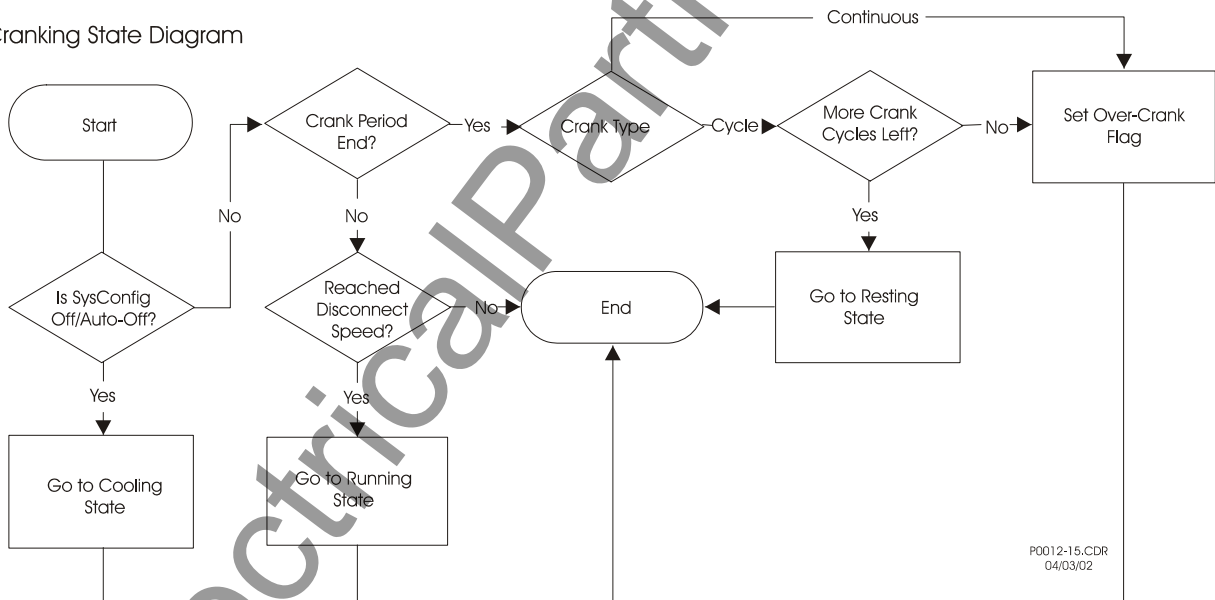 ranking State Diagram
Continuous
Start
Crank Period
End?
Yes
Crank Type
Cycle
More Crank
Cycles Left?
No
Set Over-Crank
Flag
No
No
Yes
Is SysConfig
Off/Auto-Off?
Reached
Disconnect
Speed?
No
End
Go to Resting
State
Yes
Yes
Go to Cooling
State
Go to Running
State
P0012-15.CDR
04/03/02
ctricalParti